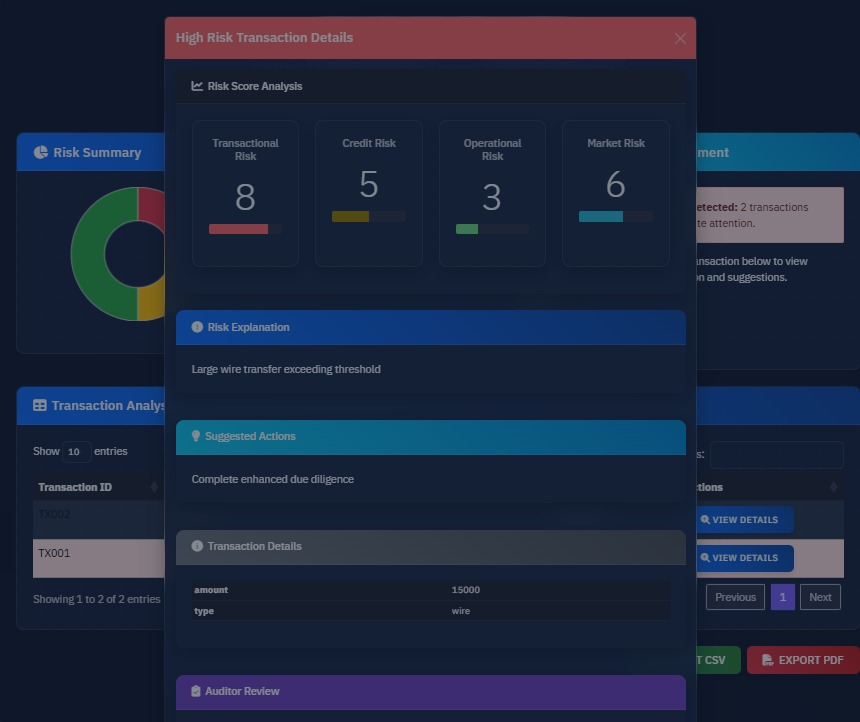 High Risk Transaction Details
Risk Score Analysis
Transactional
Risk
8
Credit Risk
5
Operational
Risk
3
Market Risk
6
Risk Explanation
Large wire transfer exceeding threshold
Suggested Actions
Complete enhanced due diligence
Transaction Details
amount 15000
type wire
Auditor Review
Risk Summary
ment
etected: 2 transactions
te attention.
nsaction below to view
n and suggestions.
Transaction Analys
Show 10 entries
s:
Transaction ID
tions
TX002
VIEW DETAILS
TX001
VIEW DETAILS
Showing 1 to 2 of 2 entries
Previous 1 Next
T CSV
EXPORT PDF